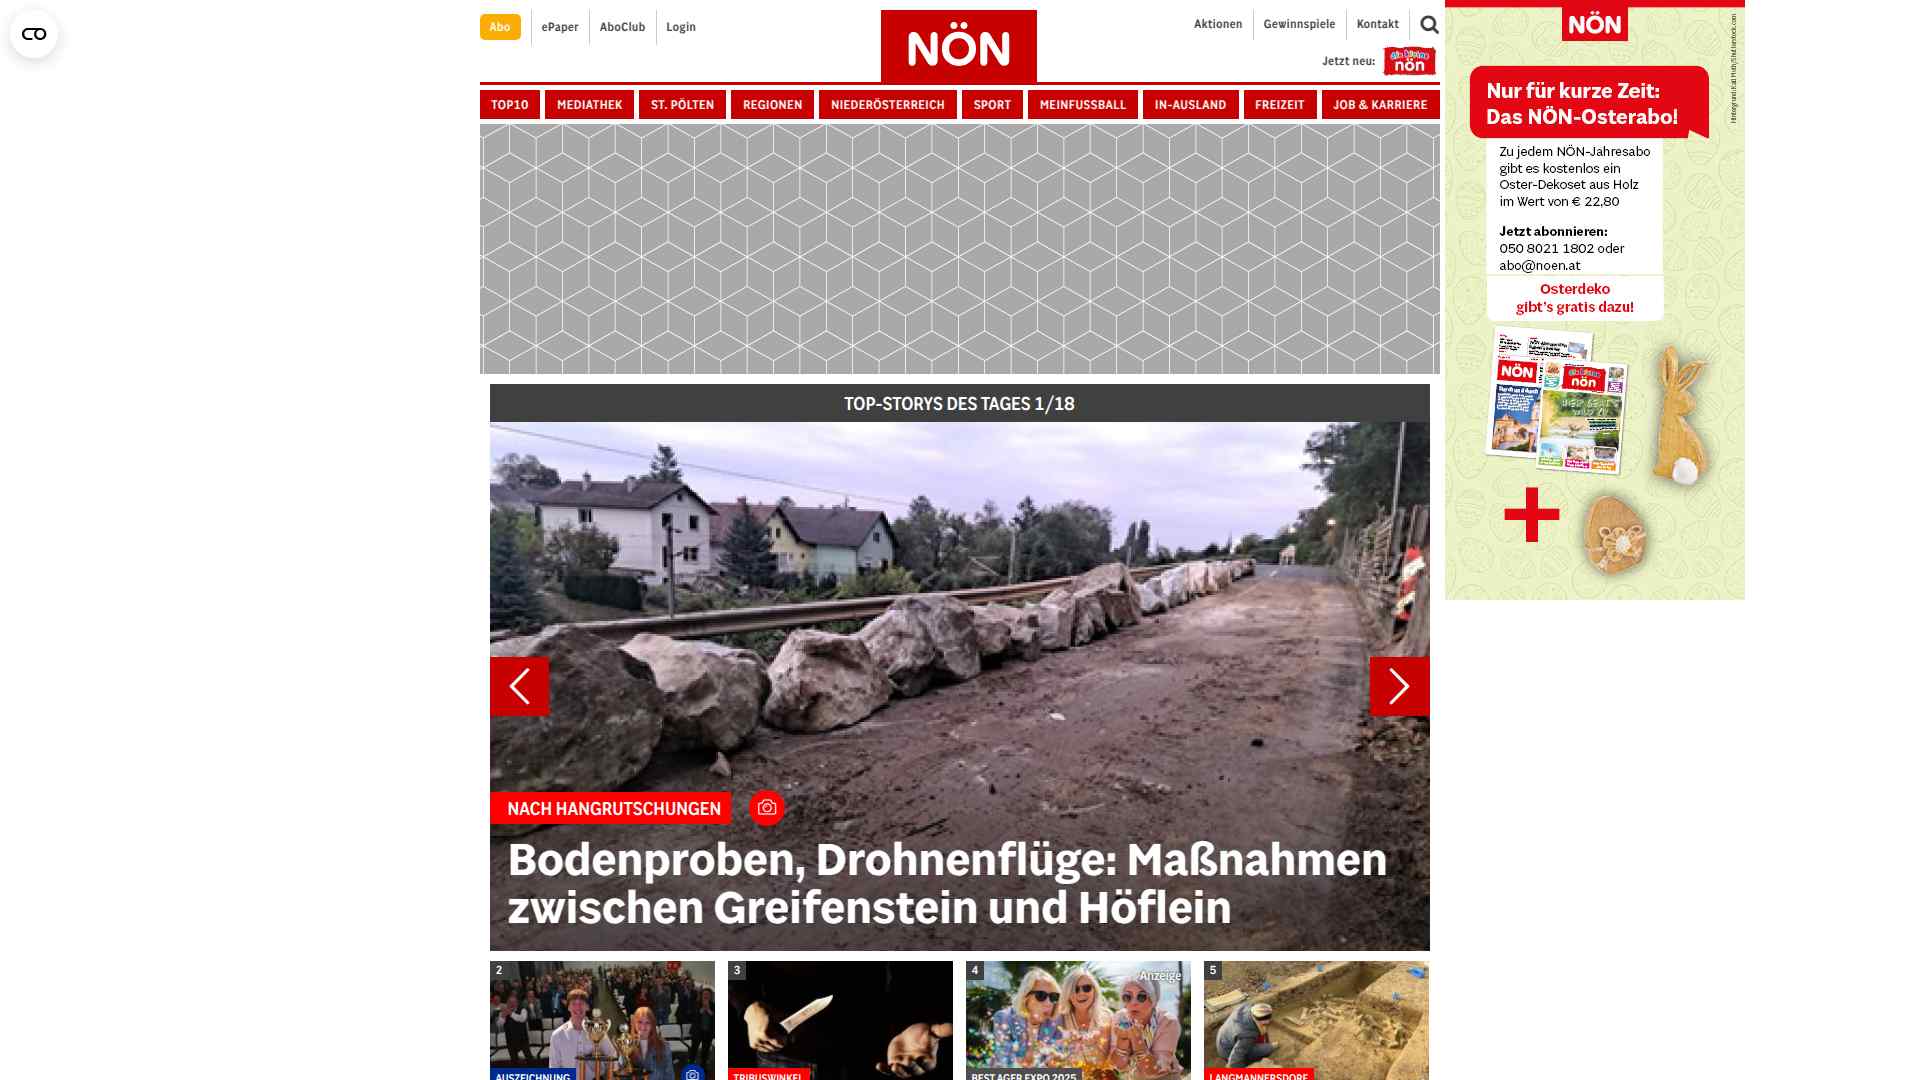 Abo
ePaper
AboClub
Login
NÖN
Aktionen
Gewinnspiele
Kontakt
Jetzt neu:
die kleine
nön
TOP10
MEDIATHEK
ST. PÖLTEN
REGIONEN
NIEDERÖSTERREICH
SPORT
MEINFUSSBALL
IN-AUSLAND
FREIZEIT
JOB & KARRIERE
TOP-STORYS DES TAGES 1/18
NACH HANGRUTSCHUNGEN
Bodenproben, Drohnenflüge: Maßnahmen
zwischen Greifenstein und Höflein
2
AUSZEICHNUNG
3
TRIBUSWINKEL
4
Anzeige
BEST AGER EXPO 2025
5
LANGMANNERSDORF
NÖN
Nur für kurze Zeit:
Das NÖN-Osterabo!
Zu jedem NÖN-Jahresabo
gibt es kostenlos ein
Oster-Dekoset aus Holz
im Wert von € 22,80
Jetzt abonnieren:
050 8021 1802 oder
abo@noen.at
Osterdeko
gibt's gratis dazu!
NÖN
die kleine
nön
+